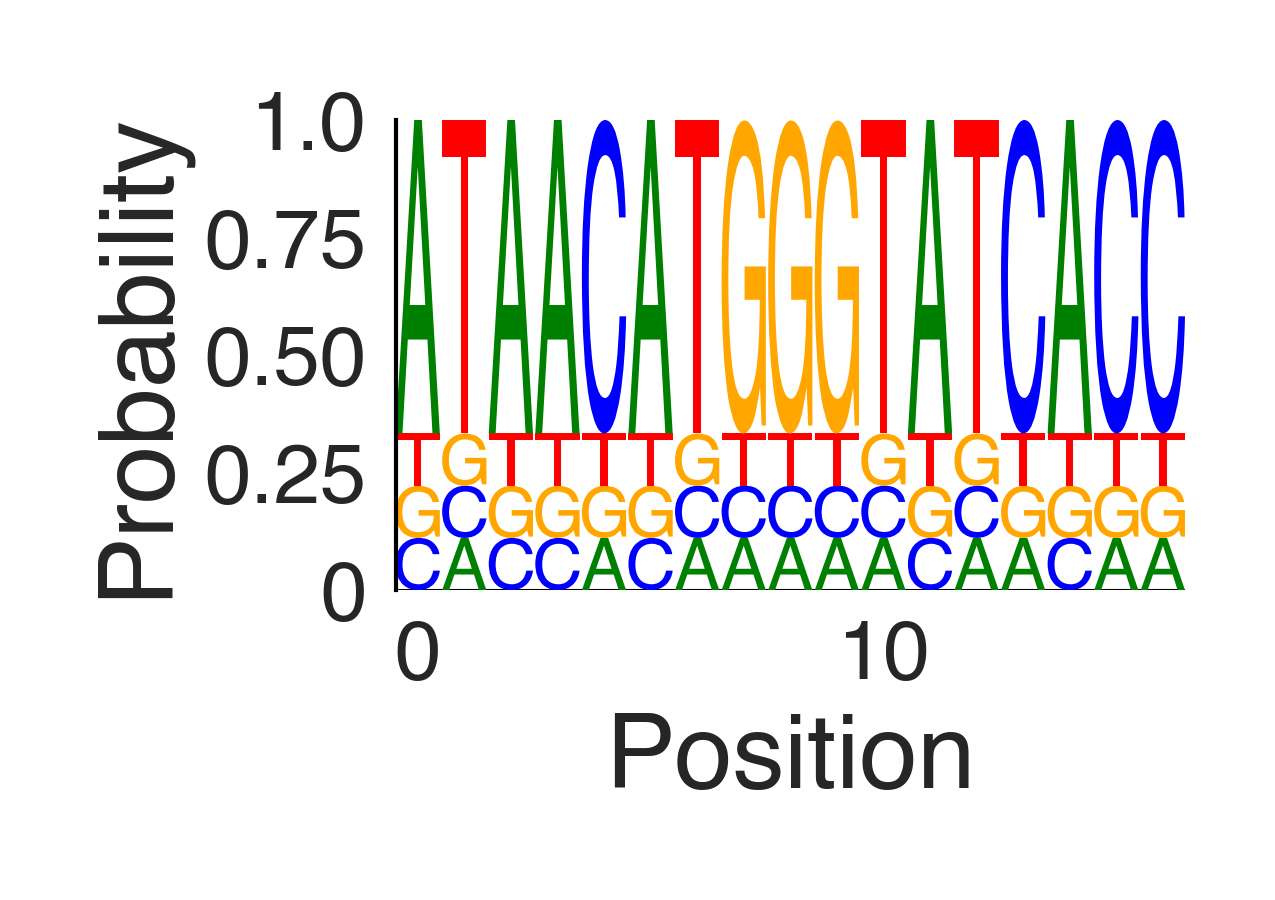 1.0
ATAACATGGGTATCACC
0.75
0.50
TGTTTTGTTTGTGTTTT
0.25
GCGGGGCCCCCGCGGGG
CACCACAAAAACAACAA
0
Probability
0 10
Position